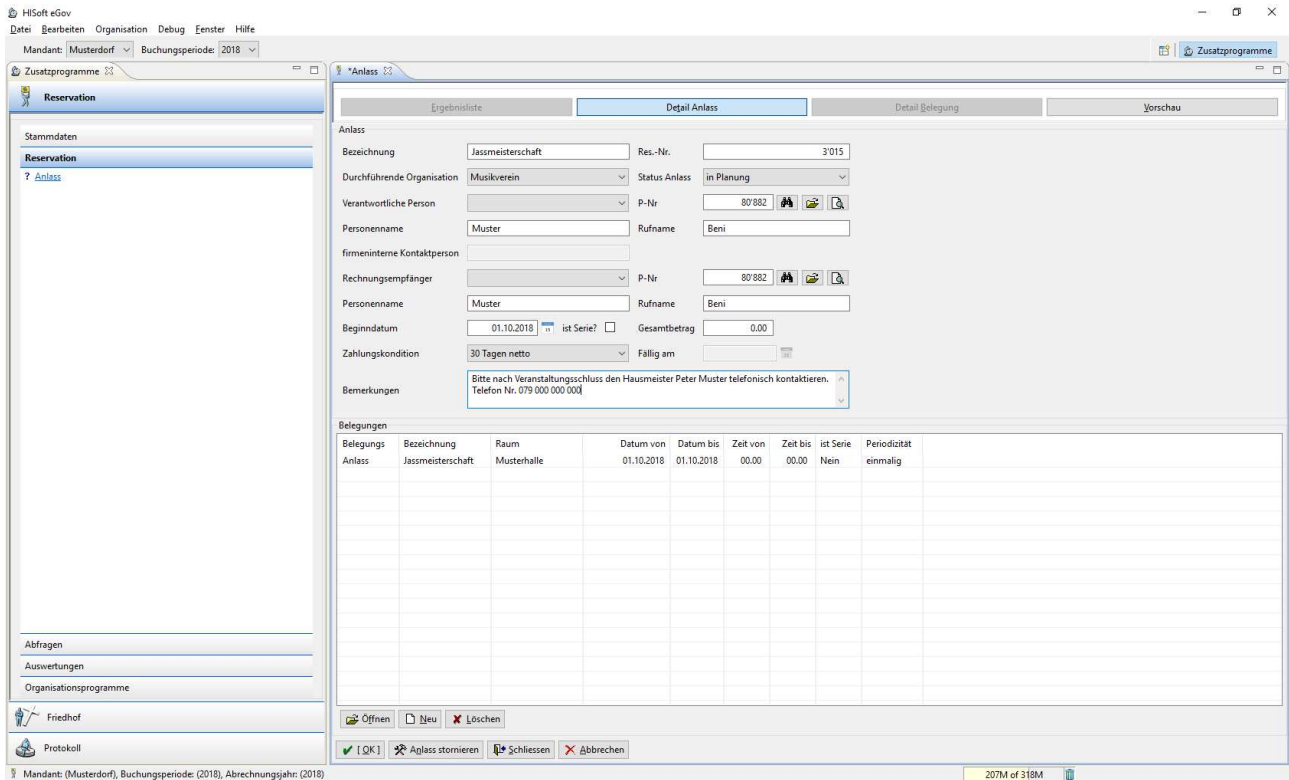 HISoft eGov
Datei Bearbeiten Organisation Debug Fenster Hilfe
Mandant: Musterdorf Buchungsperiode: 2018
Zusatzprogramme
Zusatzprogramme
*Anlass
Reservation
Stammdaten
Reservation
? Anlass
Abfragen
Auswertungen
Organisationsprogramme
Friedhof
Protokoll
Ergebnisliste Detail Anlass Detail Belegung Vorschau
Anlass
Bezeichnung Jassmeisterschaft Res.-Nr. 3'015
Durchführende Organisation Musikverein Status Anlass in Planung
Verantwortliche Person P-Nr 80'882
Personenname Muster Rufname Beni
firmeninterne Kontaktperson
Rechnungsempfänger P-Nr 80'882
Personenname Muster Rufname Beni
Beginndatum 01.10.2018 ist Serie? Gesamtbetrag 0.00
Zahlungskondition 30 Tagen netto Fällig am
Bemerkungen
Bitte nach Veranstaltungsschluss den Hausmeister Peter Muster telefonisch kontaktieren.
Telefon Nr. 079 000 000 000
Belegungen
Belegungs Bezeichnung Raum Datum von Datum bis Zeit von Zeit bis ist Serie Periodizität
Anlass Jassmeisterschaft Musterhalle 01.10.2018 01.10.2018 00.00 00.00 Nein einmalig
Öffnen Neu Löschen
[ OK ] Anlass stornieren Schliessen Abbrechen
Mandant: (Musterdorf), Buchungsperiode: (2018), Abrechnungsjahr: (2018)
207M of 318M